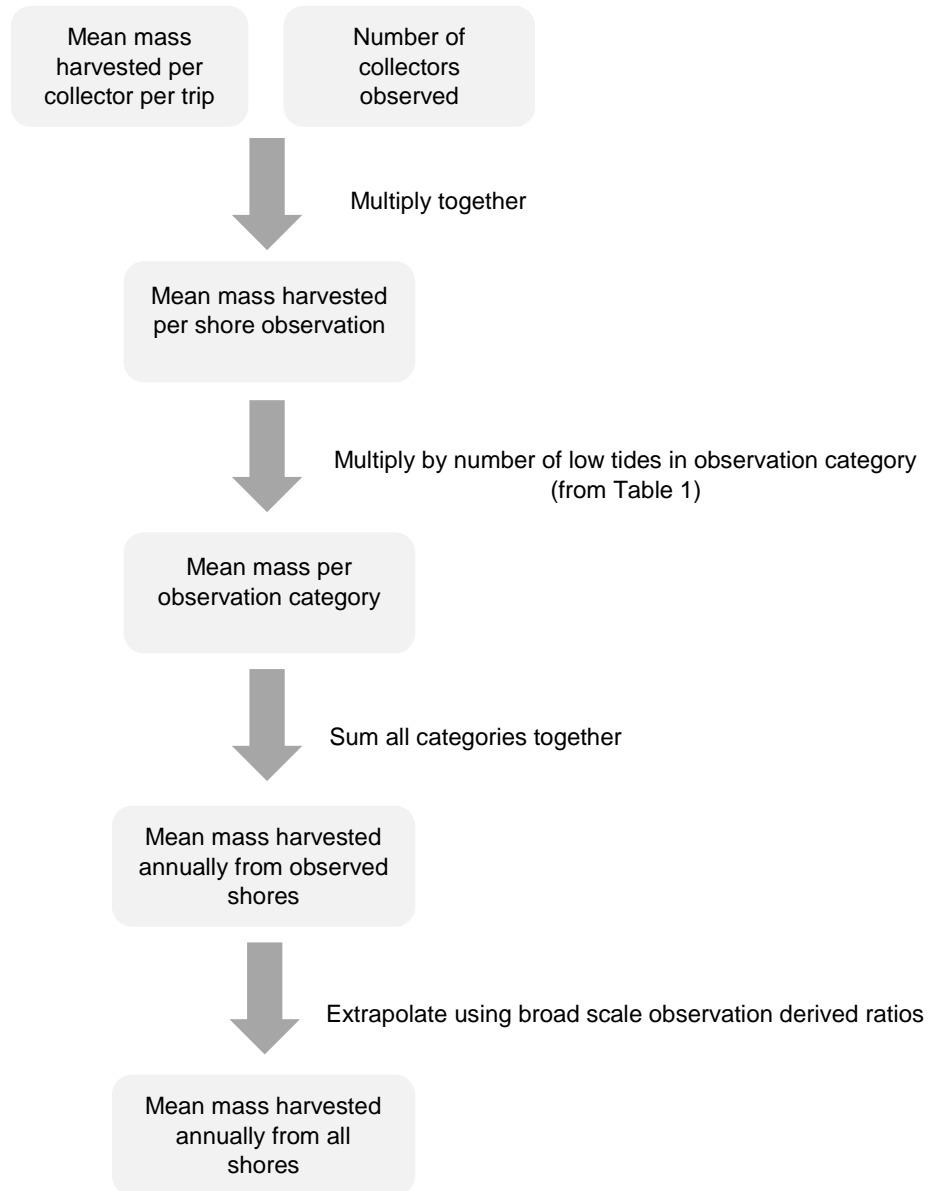 Mean mass
harvested per
collector per trip
Number of
collectors
observed
Multiply together
Mean mass harvested
per shore observation
Multiply by number of low tides in observation category
(from Table 1)
Mean mass per
observation category
Sum all categories together
Mean mass harvested
annually from observed
shores
Extrapolate using broad scale observation derived ratios
Mean mass harvested
annually from all
shores